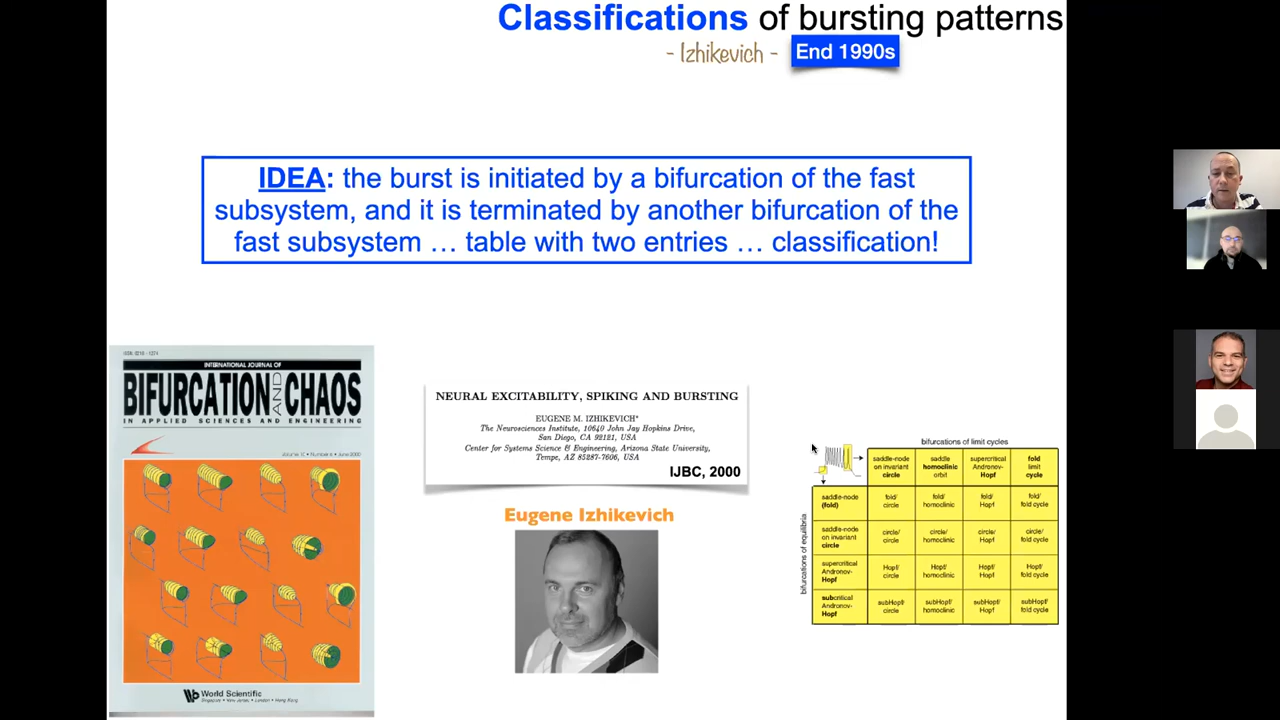 Classifications of bursting patterns
- Izhikevich - End 1990s
IDEA: the burst is initiated by a bifurcation of the fast
subsystem, and it is terminated by another bifurcation of the
fast subsystem … table with two entries … classification!
INTERNATIONAL JOURNAL OF
BIFURCATION AND CHAOS
IN APPLIED SCIENCES AND ENGINEERING
World Scientific
NEURAL EXCITABILITY, SPIKING AND BURSTING
EUGENE M. IZHIKEVICH*
The Neurosciences Institute, 10640 John Jay Hopkins Drive,
San Diego, CA 92121, USA
Center for Systems Science & Engineering, Arizona State University,
Tempe, AZ 85287-7606, USA
IJBC, 2000
Eugene Izhikevich
bifurcations of limit cycles
bifurcations of equilibria
saddle-node
on invariant
circle
saddle
homoclinic
orbit
supercritical
Andronov-
Hopf
fold
limit
cycle
saddle-node
(fold)
fold/
circle
fold/
homoclinic
fold/
Hopf
fold/
fold cycle
saddle-node
on invariant
circle
circle/
circle
circle/
homoclinic
circle/
Hopf
circle/
fold cycle
supercritical
Andronov-
Hopf
Hopf/
circle
Hopf/
homoclinic
Hopf/
Hopf
Hopf/
fold cycle
subcritical
Andronov-
Hopf
subHopf/
circle
subHopf/
homoclinic
subHopf/
Hopf
subHopf/
fold cycle